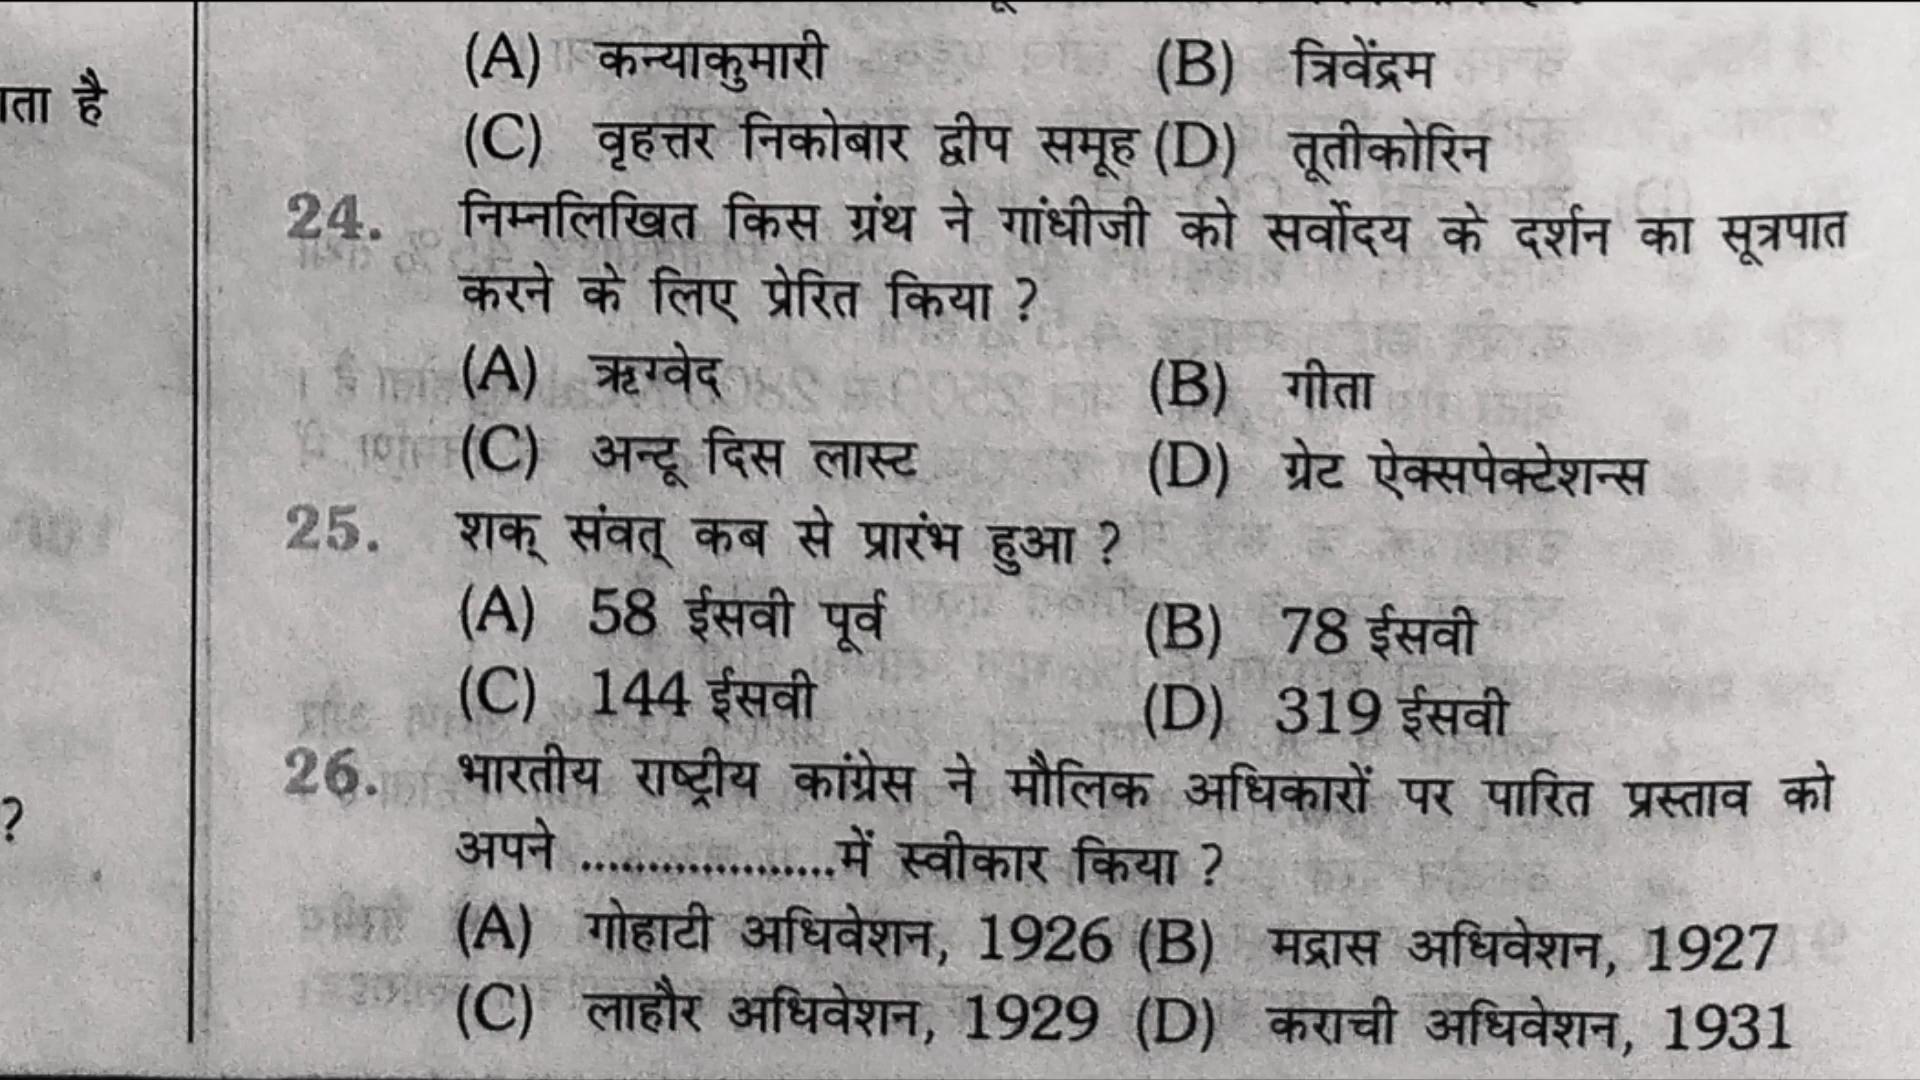 (A) कन्याकुमारी (B) त्रिवेंद्रम
ता है
(C) वृहत्तर निकोबार द्वीप समूह (D) तूतीकोरिन
24. निम्नलिखित किस ग्रंथ ने गांधीजी को सर्वोदय के दर्शन का सूत्रपात
करने के लिए प्रेरित किया ?
(A) ऋग्वेद (B) गीता
(C) अन्टू दिस लास्ट (D) ग्रेट ऐक्सपेक्टेशन्स
25. शक् संवत् कब से प्रारंभ हुआ ?
(A) 58 ईसवी पूर्व (B) 78 ईसवी
(C) 144 ईसवी (D) 319 ईसवी
26. भारतीय राष्ट्रीय कांग्रेस ने मौलिक अधिकारों पर पारित प्रस्ताव को
?
अपने ...................में स्वीकार किया ?
(A) गोहाटी अधिवेशन, 1926 (B) मद्रास अधिवेशन, 1927
(C) लाहौर अधिवेशन, 1929 (D) कराची अधिवेशन, 1931